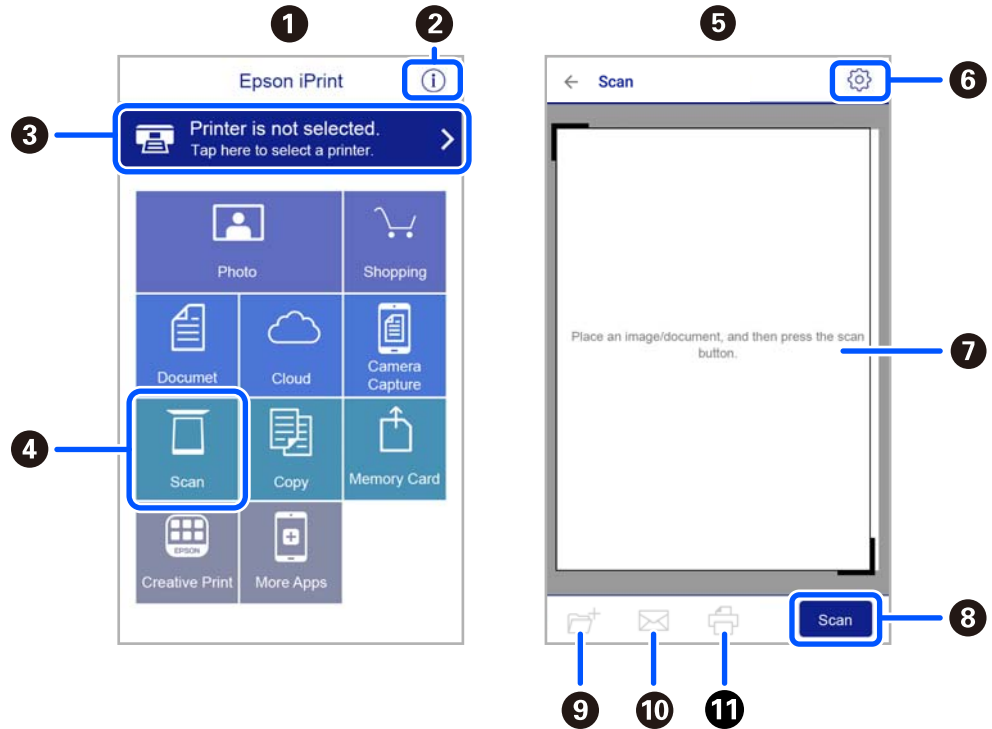 1
2
5
Epson iPrint
i
Scan
6
3
Printer is not selected.
Tap here to select a printer.
Photo
Shopping
Place an image/document, and then press the scan
button.
7
Documet
Cloud
Camera
Capture
4
Scan
Copy
Memory Card
EPSON
Creative Print
More Apps
Scan
8
9
10
11